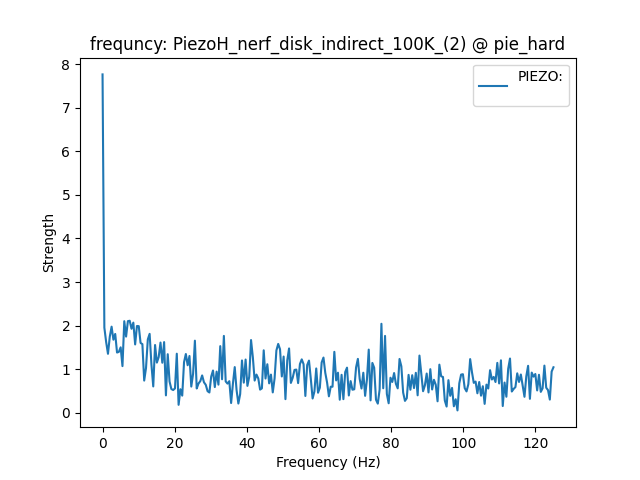 frequncy: PiezoH_nerf_disk_indirect_100K_(2) @ pie_hard
PIEZO:
8
7
6
5
4
3
2
1
0
Strength
0 20 40 60 80 100 120
Frequency (Hz)